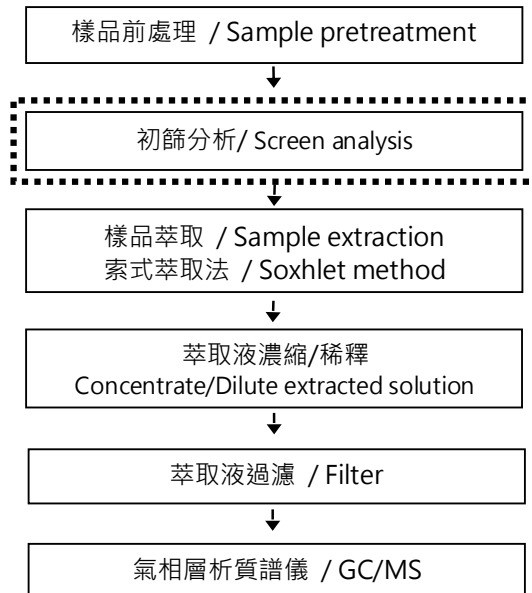 樣品前處理 / Sample pretreatment
初篩分析/ Screen analysis
樣品萃取 / Sample extraction
索式萃取法 / Soxhlet method
萃取液濃縮/稀釋
Concentrate/Dilute extracted solution
萃取液過濾 / Filter
氣相層析質譜儀 / GC/MS